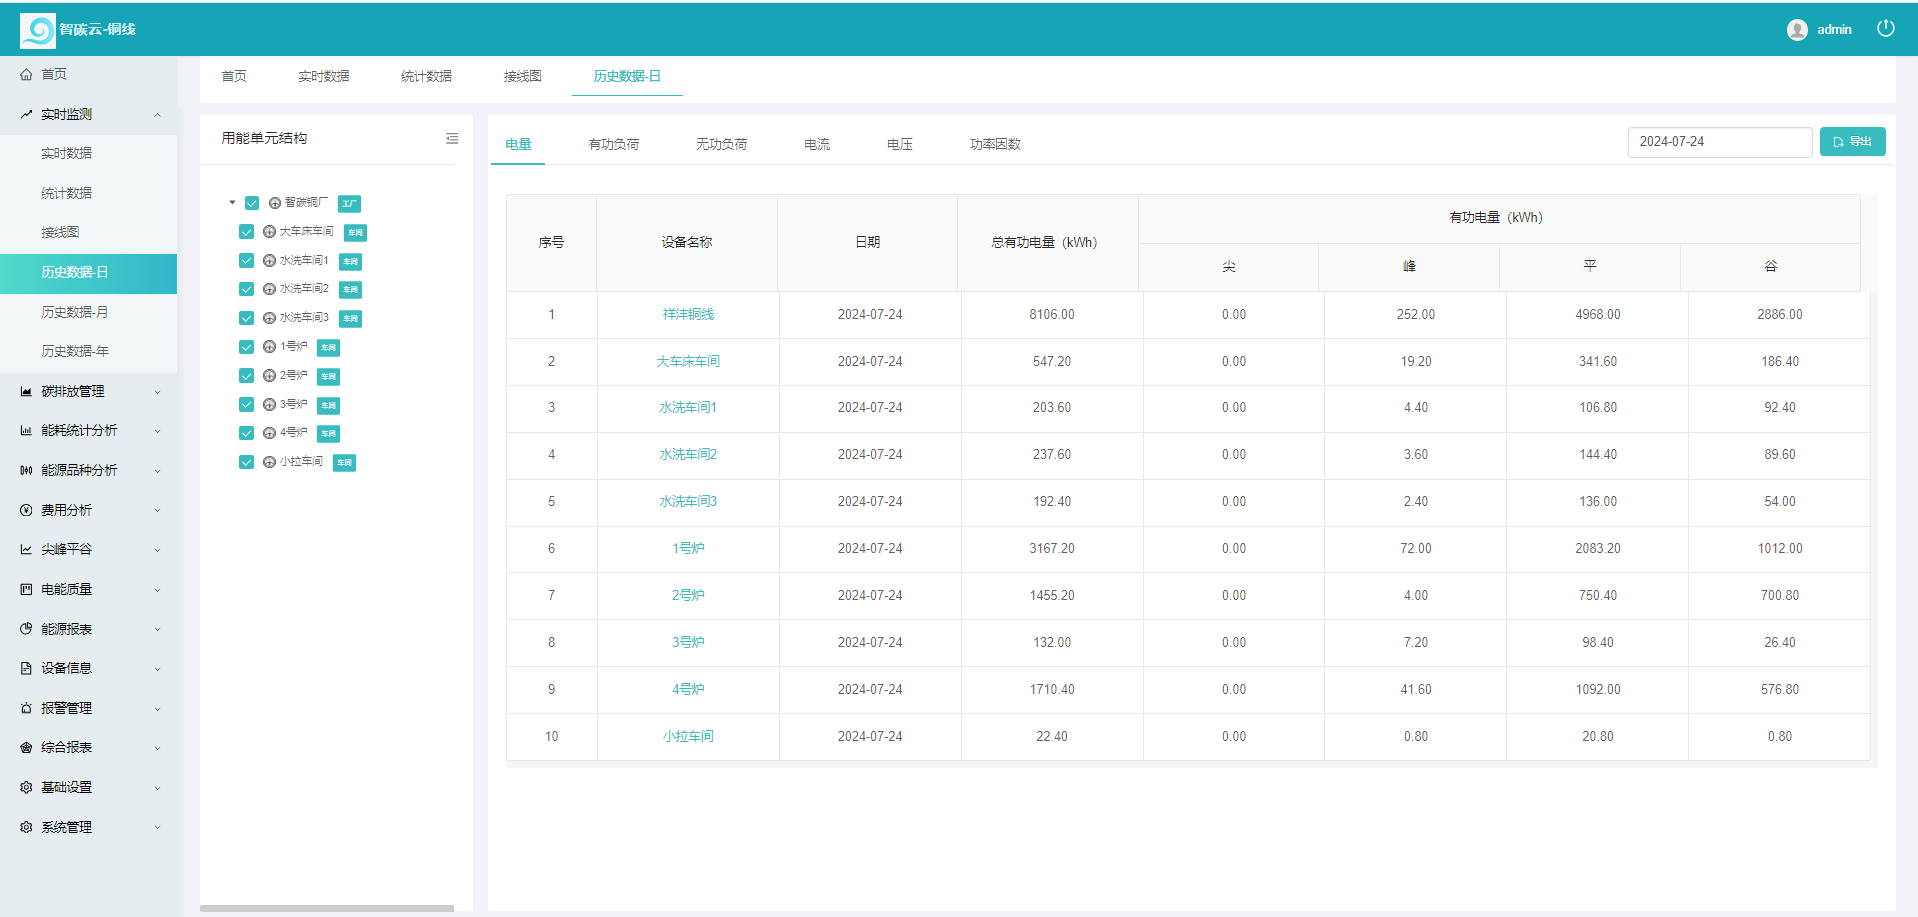 智碳云-铜线
admin
首页
实时监测
实时数据
统计数据
接线图
历史数据-日
历史数据-月
历史数据-年
碳排放管理
能耗统计分析
能源品种分析
费用分析
尖峰平谷
电能质量
能源报表
设备信息
报警管理
综合报表
基础设置
系统管理
首页 实时数据 统计数据 接线图 历史数据-日
用能单元结构
智碳铜厂 工厂
大车床车间 车间
水洗车间1 车间
水洗车间2 车间
水洗车间3 车间
1号炉 车间
2号炉 车间
3号炉 车间
4号炉 车间
小拉车间 车间
电量 有功负荷 无功负荷 电流 电压 功率因数
2024-07-24 导出
序号 设备名称 日期 总有功电量（kWh） 有功电量（kWh）
尖 峰 平 谷
1 祥沣铜线 2024-07-24 8106.00 0.00 252.00 4968.00 2886.00
2 大车床车间 2024-07-24 547.20 0.00 19.20 341.60 186.40
3 水洗车间1 2024-07-24 203.60 0.00 4.40 106.80 92.40
4 水洗车间2 2024-07-24 237.60 0.00 3.60 144.40 89.60
5 水洗车间3 2024-07-24 192.40 0.00 2.40 136.00 54.00
6 1号炉 2024-07-24 3167.20 0.00 72.00 2083.20 1012.00
7 2号炉 2024-07-24 1455.20 0.00 4.00 750.40 700.80
8 3号炉 2024-07-24 132.00 0.00 7.20 98.40 26.40
9 4号炉 2024-07-24 1710.40 0.00 41.60 1092.00 576.80
10 小拉车间 2024-07-24 22.40 0.00 0.80 20.80 0.80